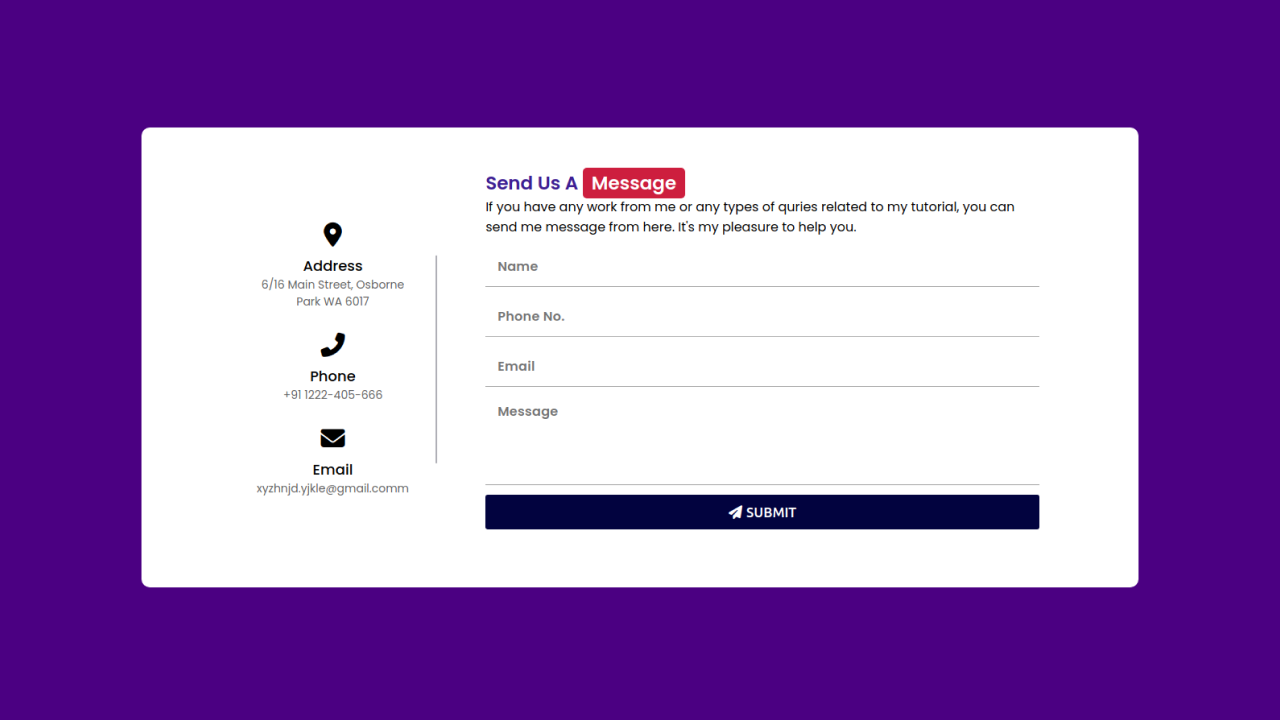 Send Us A Message
If you have any work from me or any types of quries related to my tutorial, you can
send me message from here. It's my pleasure to help you.
Address
6/16 Main Street, Osborne
Park WA 6017
Phone
+91 1222-405-666
Email
xyzhnjd.yjkle@gmail.comm
Name
Phone No.
Email
Message
SUBMIT